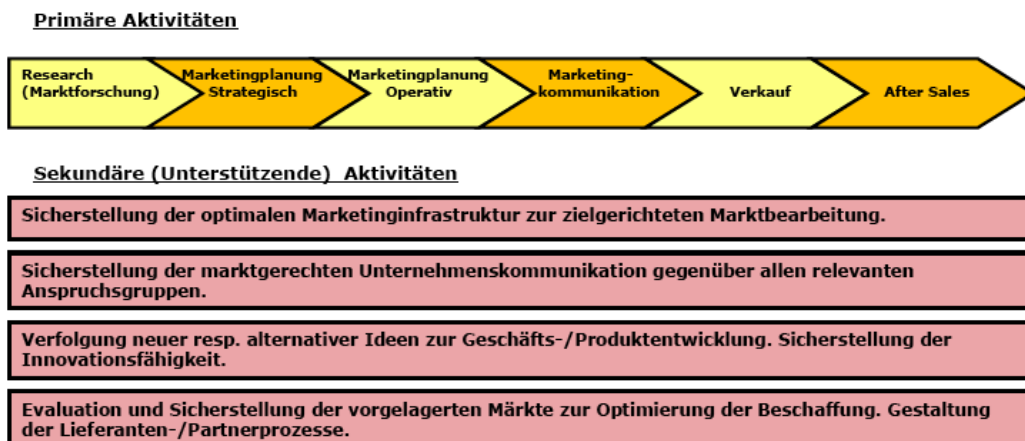 Primäre Aktivitäten
Research
(Marktforschung)
Marketingplanung
Strategisch
Marketingplanung
Operativ
Marketing-
kommunikation
Verkauf
After Sales
Sekundäre (Unterstützende) Aktivitäten
Sicherstellung der optimalen Marketinginfrastruktur zur zielgerichteten Marktbearbeitung.
Sicherstellung der marktgerechten Unternehmenskommunikation gegenüber allen relevanten
Anspruchsgruppen.
Verfolgung neuer resp. alternativer Ideen zur Geschäfts-/Produktentwicklung. Sicherstellung der
Innovationsfähigkeit.
Evaluation und Sicherstellung der vorgelagerten Märkte zur Optimierung der Beschaffung. Gestaltung
der Lieferanten-/Partnerprozesse.